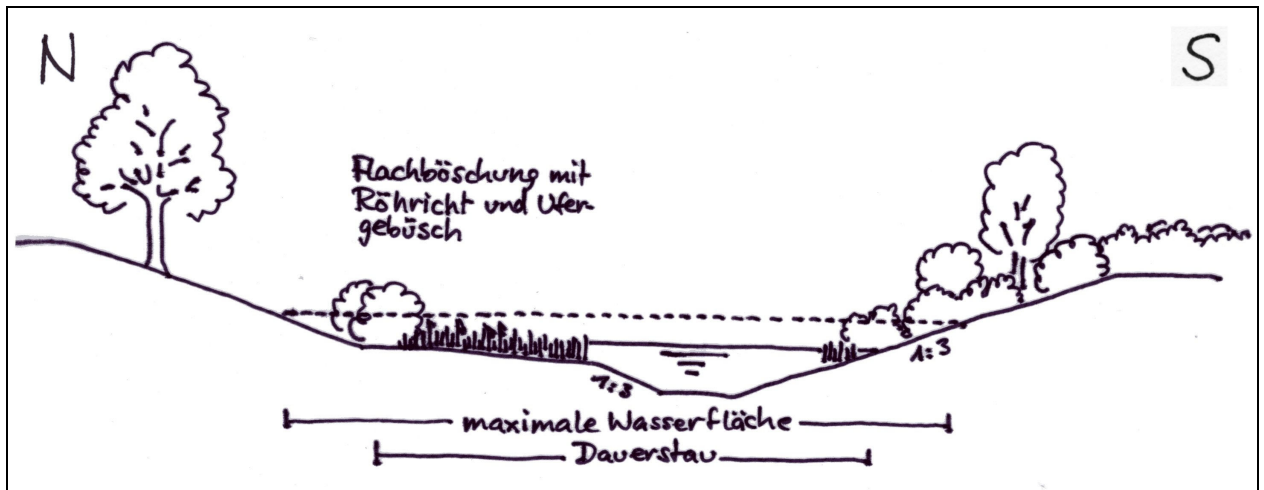 N
S
Flachböschung mit
Röhricht und Ufer-
gebüsch
1:3
1:3
maximale Wasserfläche
Dauerstau